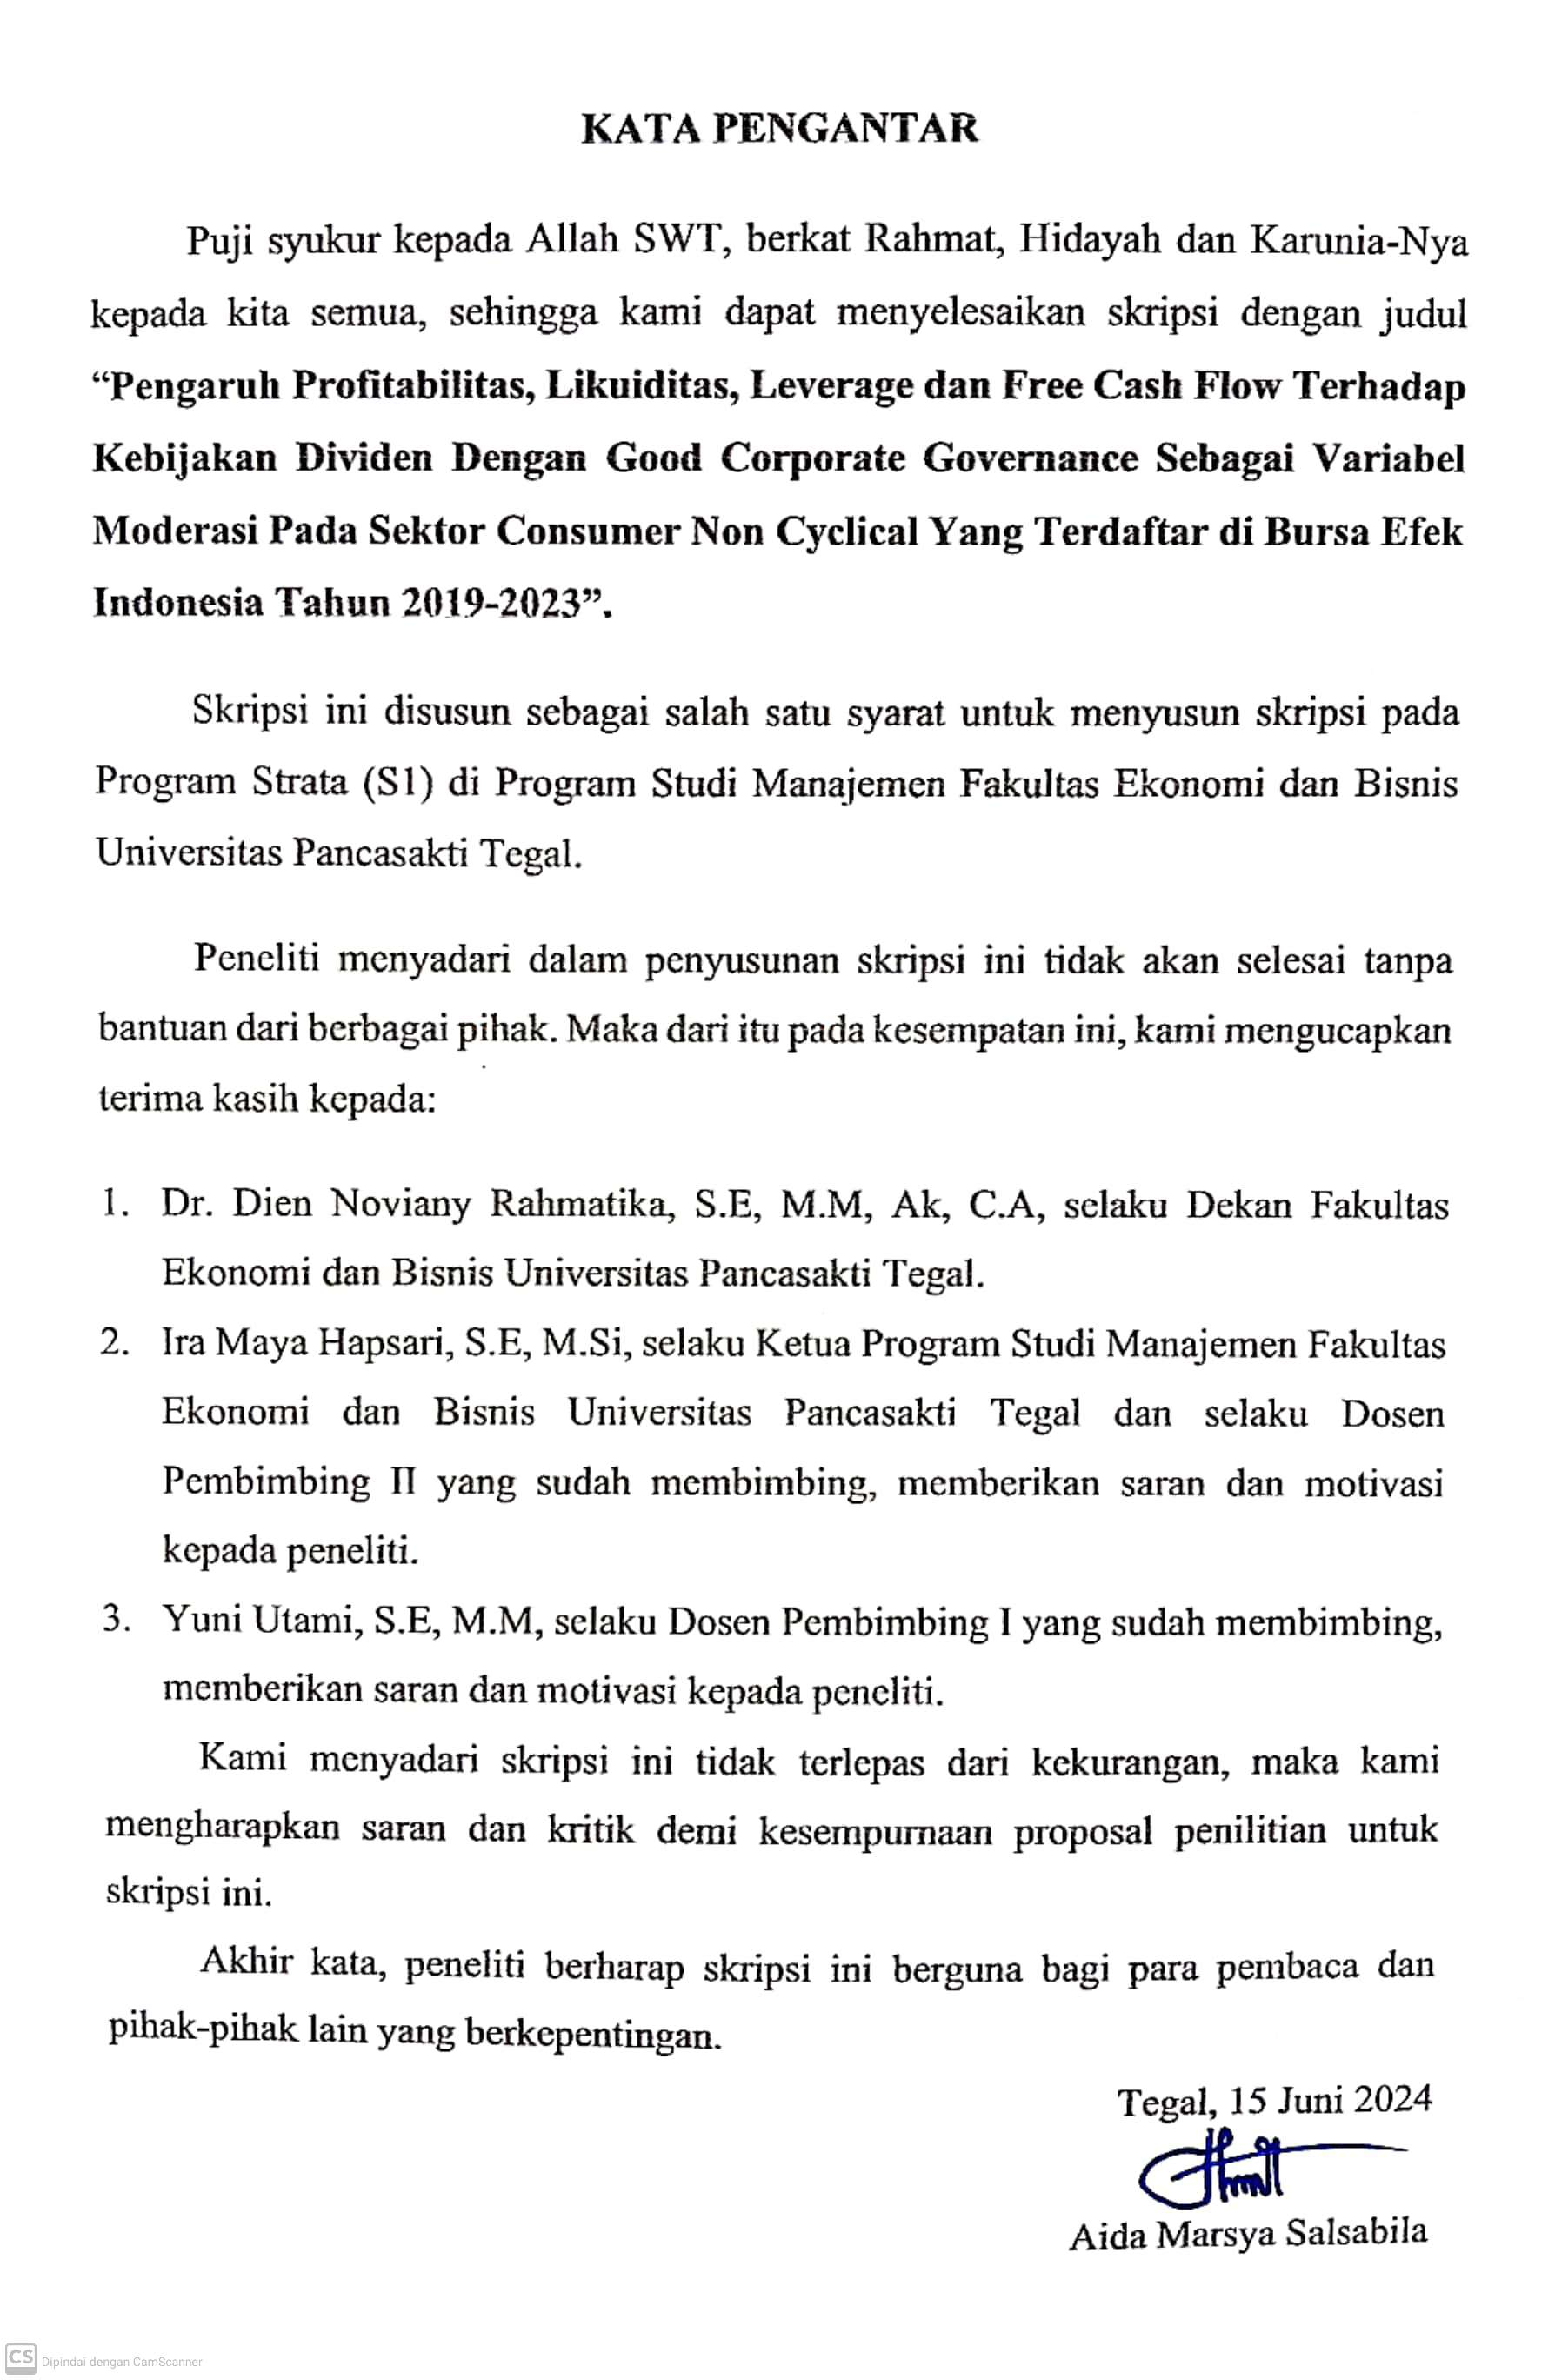 KATA PENGANTAR
Puji syukur kepada Allah SWT, berkat Rahmat, Hidayah dan Karunia-Nya
kepada kita semua, sehingga kami dapat menyelesaikan skripsi dengan judul
“Pengaruh Profitabilitas, Likuiditas, Leverage dan Free Cash Flow Terhadap
Kebijakan Dividen Dengan Good Corporate Governance Sebagai Variabel
Moderasi Pada Sektor Consumer Non Cyclical Yang Terdaftar di Bursa Efek
Indonesia Tahun 2019-2023”.
Skripsi ini disusun sebagai salah satu syarat untuk menyusun skripsi pada
Program Strata (S1) di Program Studi Manajemen Fakultas Ekonomi dan Bisnis
Universitas Pancasakti Tegal.
Peneliti menyadari dalam penyusunan skripsi ini tidak akan selesai tanpa
bantuan dari berbagai pihak. Maka dari itu pada kesempatan ini, kami mengucapkan
terima kasih kepada:
1. Dr. Dien Noviany Rahmatika, S.E, M.M, Ak, C.A, selaku Dekan Fakultas
Ekonomi dan Bisnis Universitas Pancasakti Tegal.
2. Ira Maya Hapsari, S.E, M.Si, selaku Ketua Program Studi Manajemen Fakultas
Ekonomi dan Bisnis Universitas Pancasakti Tegal dan selaku Dosen
Pembimbing II yang sudah membimbing, memberikan saran dan motivasi
kepada peneliti.
3. Yuni Utami, S.E, M.M, selaku Dosen Pembimbing I yang sudah membimbing,
memberikan saran dan motivasi kepada peneliti.
Kami menyadari skripsi ini tidak terlepas dari kekurangan, maka kami
mengharapkan saran dan kritik demi kesempurnaan proposal penilitian untuk
skripsi ini.
Akhir kata, peneliti berharap skripsi ini berguna bagi para pembaca dan
pihak-pihak lain yang berkepentingan.
Tegal, 15 Juni 2024
Aida Marsya Salsabila
CS Dipindai dengan CamScanner